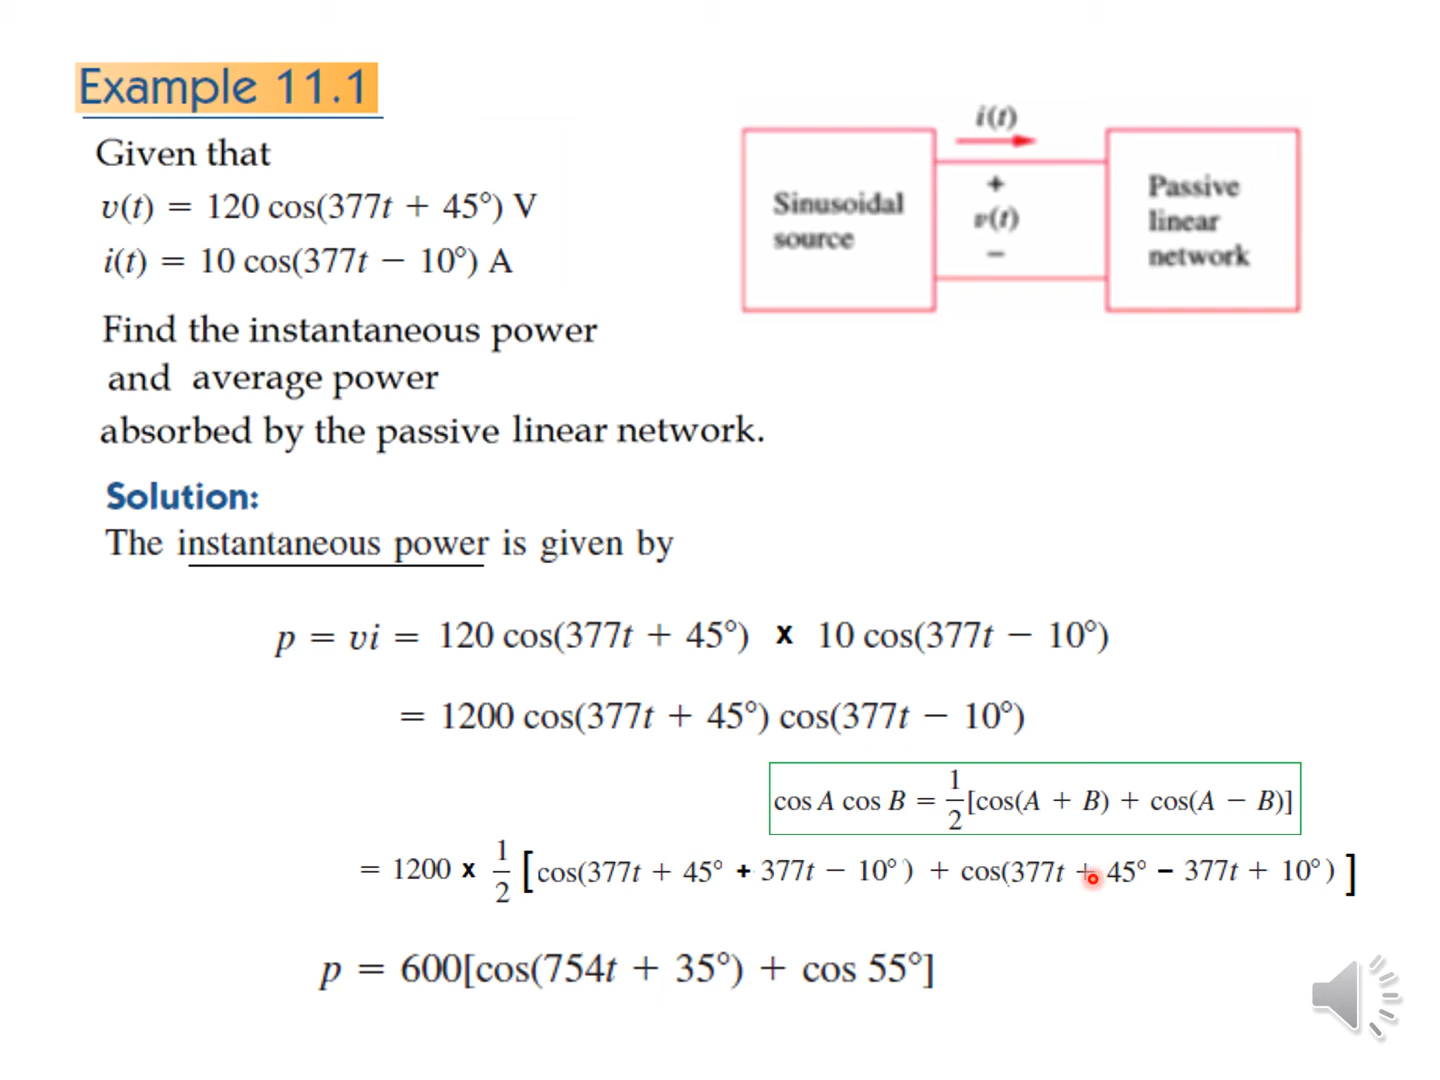 Example 11.1
Given that
v(t) = 120 cos(377t + 45°) V
i(t) = 10 cos(377t − 10°) A
Find the instantaneous power
and average power
absorbed by the passive linear network.
i(t)
Sinusoidal
source
+
v(t)
−
Passive
linear
network
Solution:
The instantaneous power is given by
p = vi = 120 cos(377t + 45°) x 10 cos(377t − 10°)
= 1200 cos(377t + 45°) cos(377t − 10°)
cos A cos B = 1/2[cos(A + B) + cos(A − B)]
= 1200 x 1/2 [cos(377t + 45° + 377t − 10°) + cos(377t + 45° − 377t + 10°)]
p = 600[cos(754t + 35°) + cos 55°]